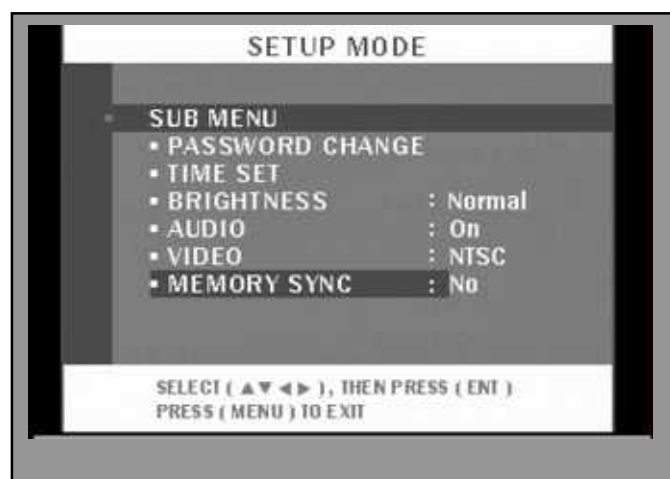 SETUP MODE
SUB MENU
▪ PASSWORD CHANGE
▪ TIME SET
▪ BRIGHTNESS : Normal
▪ AUDIO : On
▪ VIDEO : NTSC
▪ MEMORY SYNC : No
SELECT ( ▲▼ ◄► ), THEN PRESS ( ENT )
PRESS ( MENU ) TO EXIT